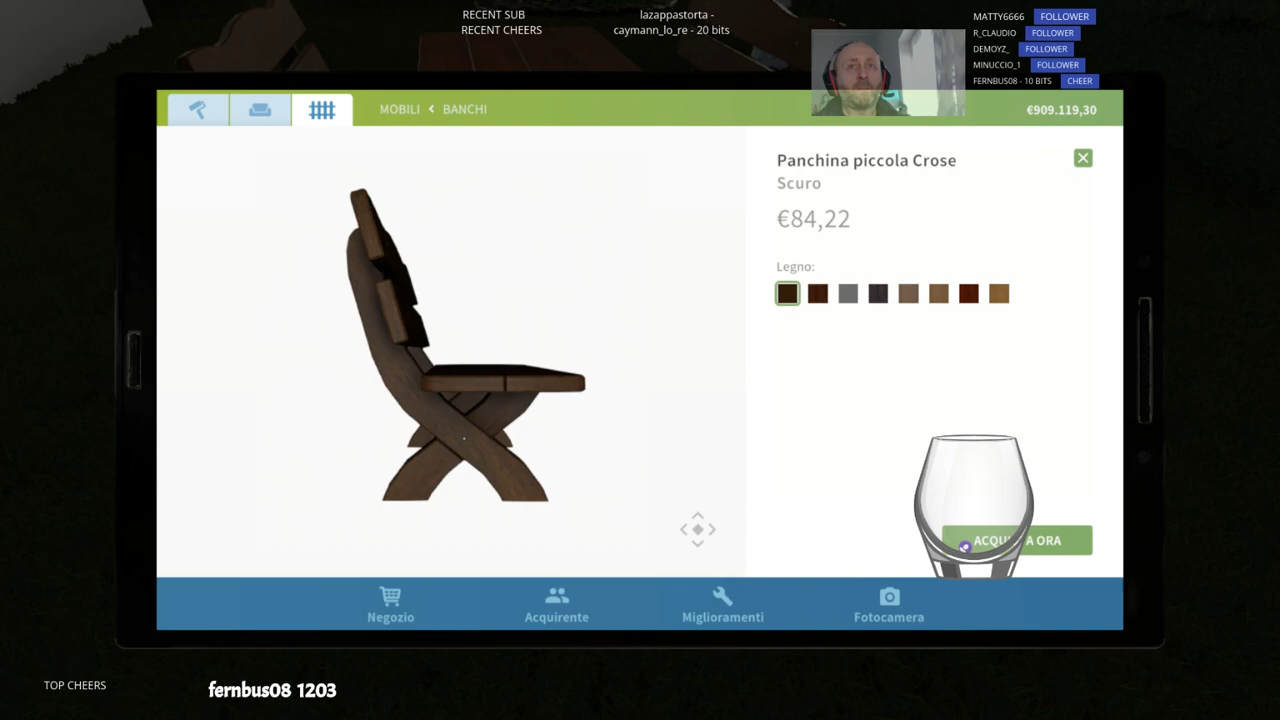 RECENT SUB
RECENT CHEERS
lazappastorta -
caymann_lo_re - 20 bits
MATTY6666 FOLLOWER
R_CLAUDIO FOLLOWER
DEMOYZ_ FOLLOWER
MINUCCIO_1 FOLLOWER
FERNBUS08 - 10 BITS CHEER
MOBILI < BANCHI
€909.119,30
Panchina piccola Crose
Scuro
€84,22
Legno:
ORA
Negozio
Acquirente
Miglioramenti
Fotocamera
TOP CHEERS
fernbus08 1203